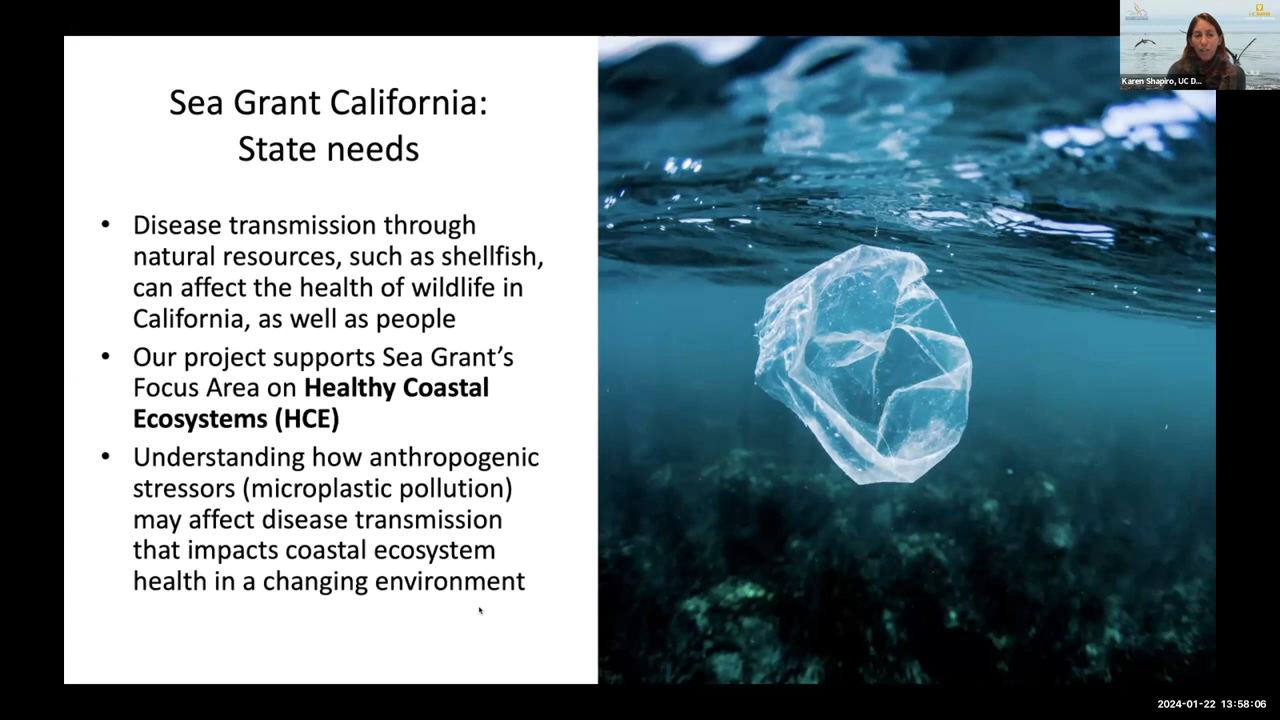 Sea Grant California:
State needs
• Disease transmission through
natural resources, such as shellfish,
can affect the health of wildlife in
California, as well as people
• Our project supports Sea Grant’s
Focus Area on Healthy Coastal
Ecosystems (HCE)
• Understanding how anthropogenic
stressors (microplastic pollution)
may affect disease transmission
that impacts coastal ecosystem
health in a changing environment
Karen Shapiro, UC D...
2024-01-22 13:58:06